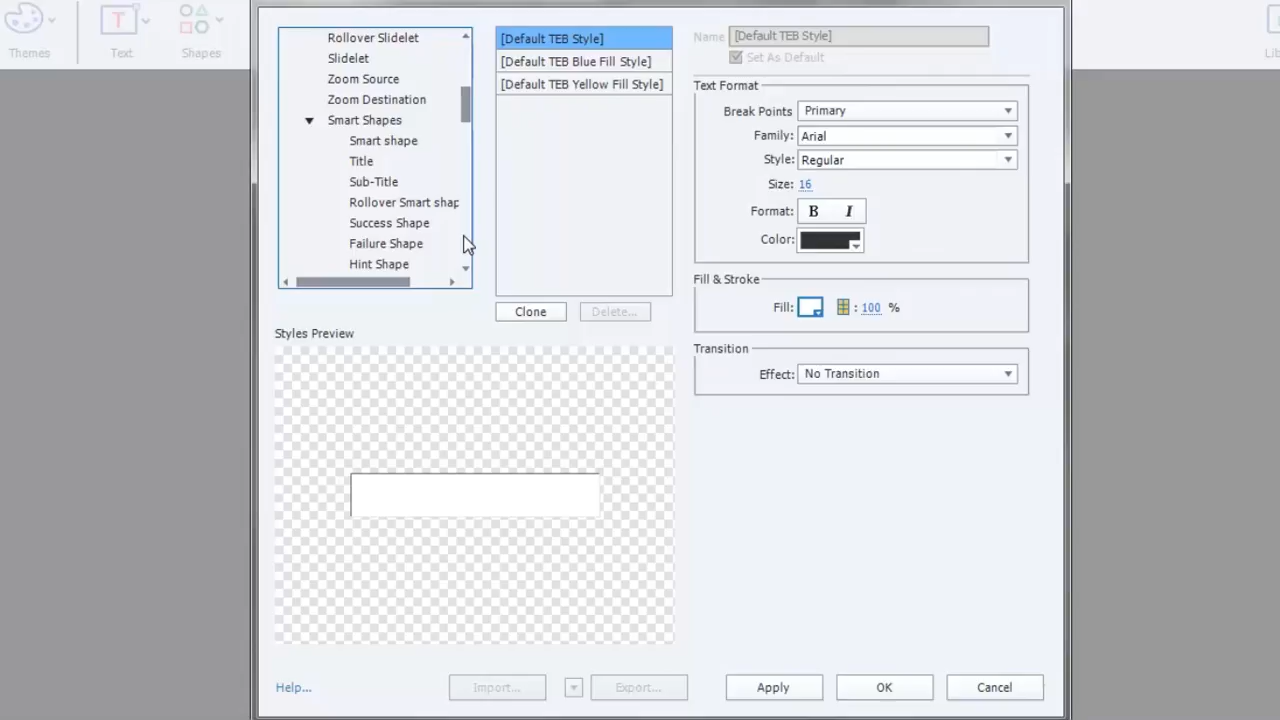 Themes
Text
Shapes
Rollover Slidelet
Slidelet
Zoom Source
Zoom Destination
Smart Shapes
Smart shape
Title
Sub-Title
Rollover Smart shap
Success Shape
Failure Shape
Hint Shape
[Default TEB Style]
[Default TEB Blue Fill Style]
[Default TEB Yellow Fill Style]
Clone
Delete...
Styles Preview
Name [Default TEB Style]
Set As Default
Text Format
Break Points Primary
Family: Arial
Style: Regular
Size: 16
Format: B I
Color:
Fill & Stroke
Fill: : 100 %
Transition
Effect: No Transition
Help...
Import...
Export...
Apply
OK
Cancel
Lib